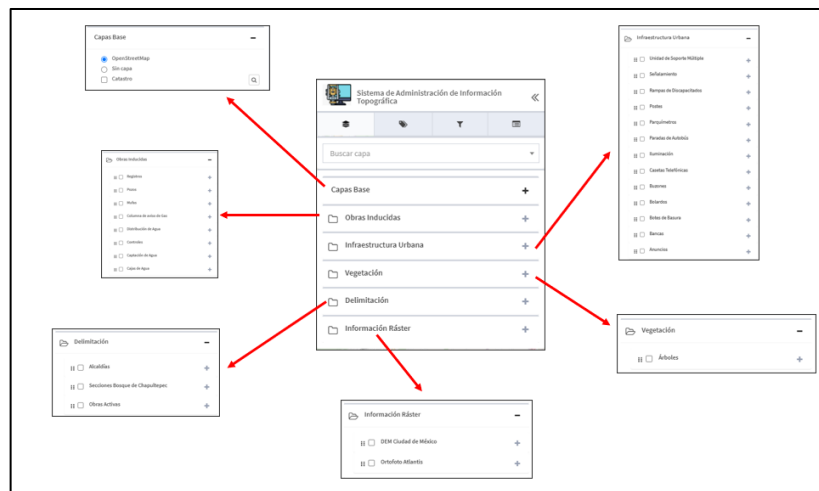 Capas Base
OpenStreetMap
Sin capa
Catastro
Sistema de Administración de Información
Topográfica
Buscar capa
Capas Base
Obras Inducidas
Infraestructura Urbana
Vegetación
Delimitación
Información Ráster
Obras Inducidas
Registros
Pozos
Mufas
Columna de aviso de Gas
Distribución de Agua
Controles
Captación de Agua
Cajas de Agua
Delimitación
Alcaldías
Secciones Bosque de Chapultepec
Obras Activas
Información Ráster
DEM Ciudad de México
Ortofoto Atlantis
Infraestructura Urbana
Unidad de Soporte Múltiple
Señalamiento
Rampas de Discapacitados
Postes
Parquímetros
Paradas de Autobús
Iluminación
Casetas Telefónicas
Buzones
Bolardos
Botes de Basura
Bancas
Anuncios
Vegetación
Árboles